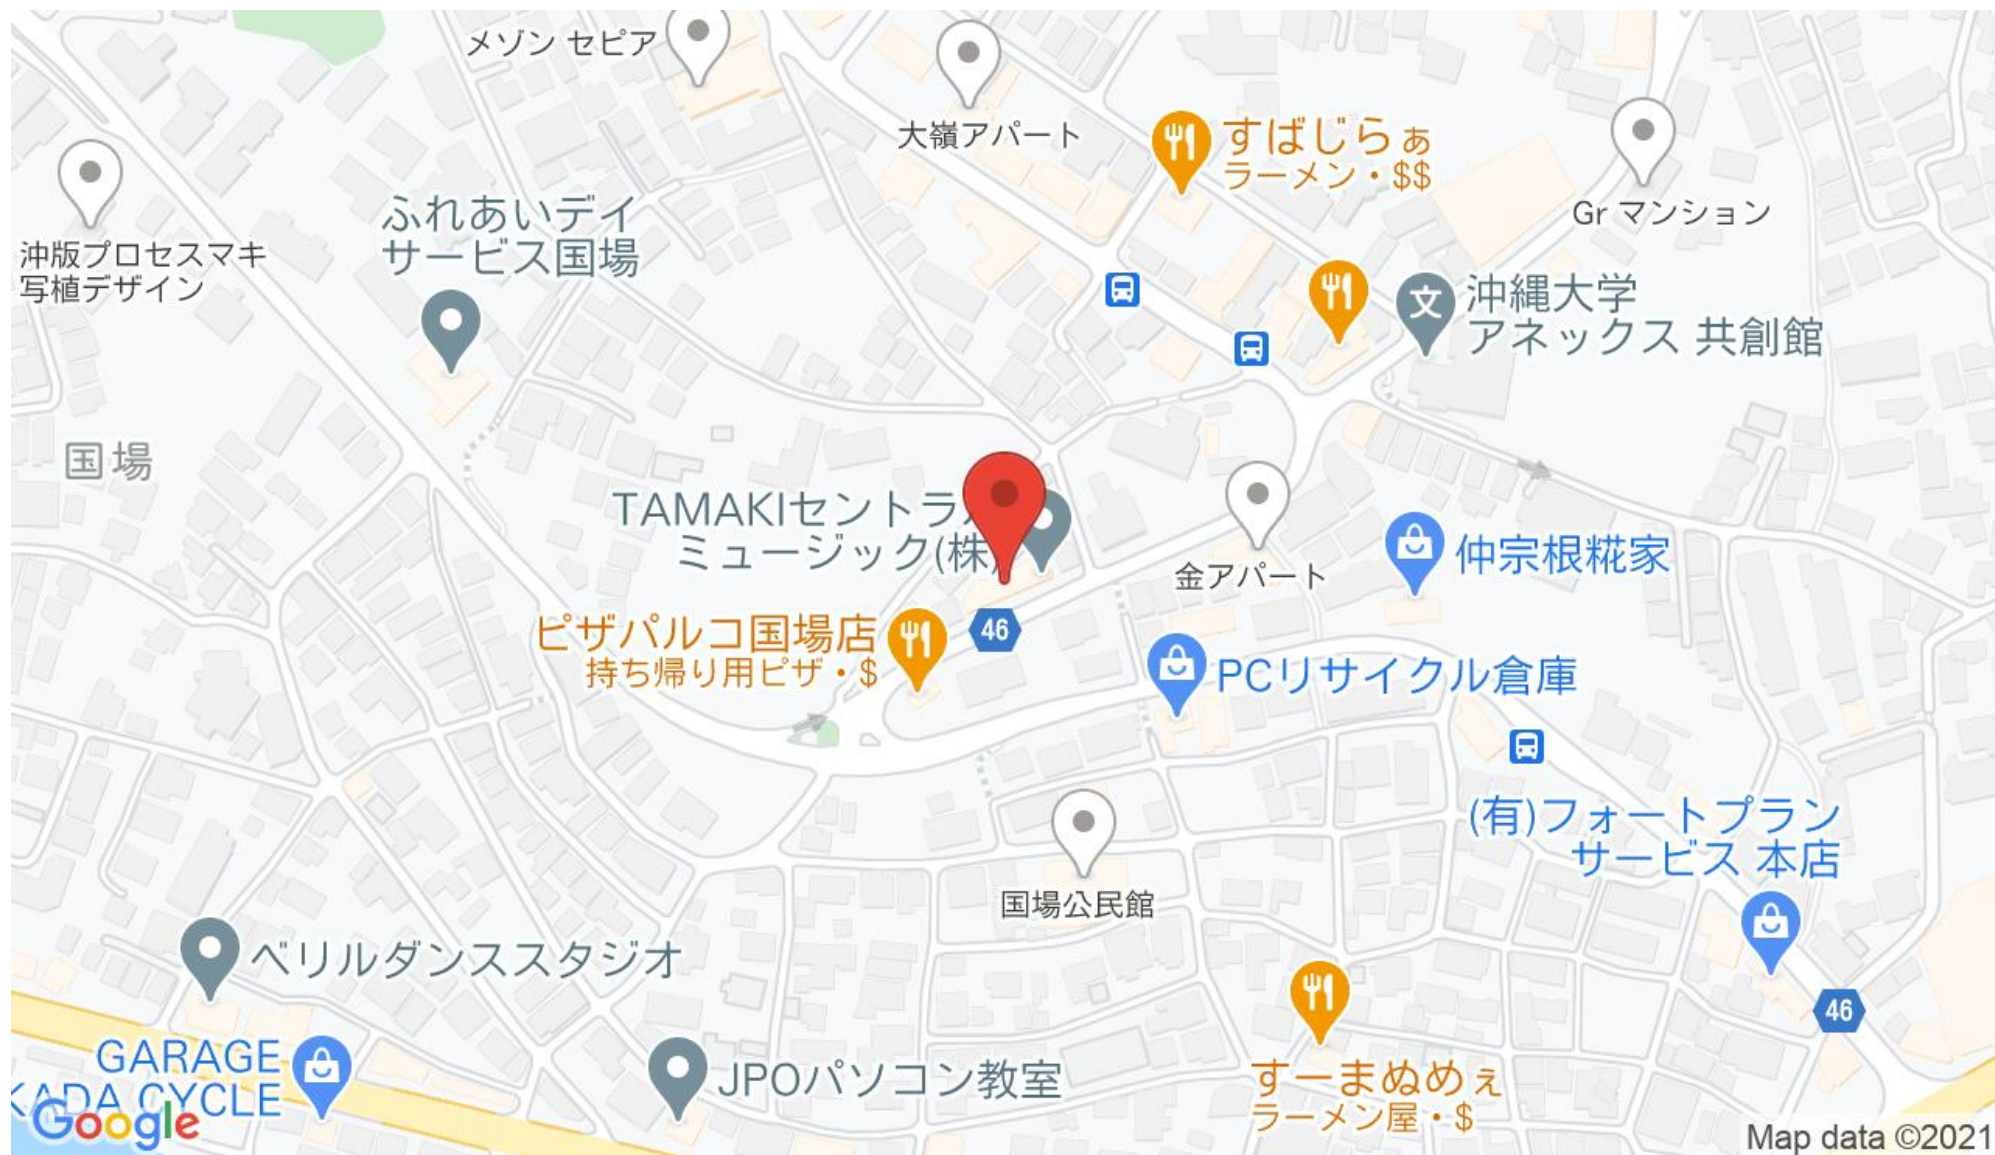 メゾン セピア
大嶺アパート
すばじらぁ
ラーメン・$$
Gr マンション
沖版プロセスマキ
写植デザイン
ふれあいデイ
サービス国場
文
沖縄大学
アネックス 共創館
国場
TAMAKIセントラル
ミュージック(株)
金アパート
仲宗根糀家
ピザパルコ国場店
持ち帰り用ピザ・$
46
PCリサイクル倉庫
(有)フォートプラン
サービス 本店
国場公民館
ベリルダンススタジオ
46
GARAGE
KADA CYCLE
JPOパソコン教室
すーまぬめぇ
ラーメン屋・$
Google
Map data ©2021